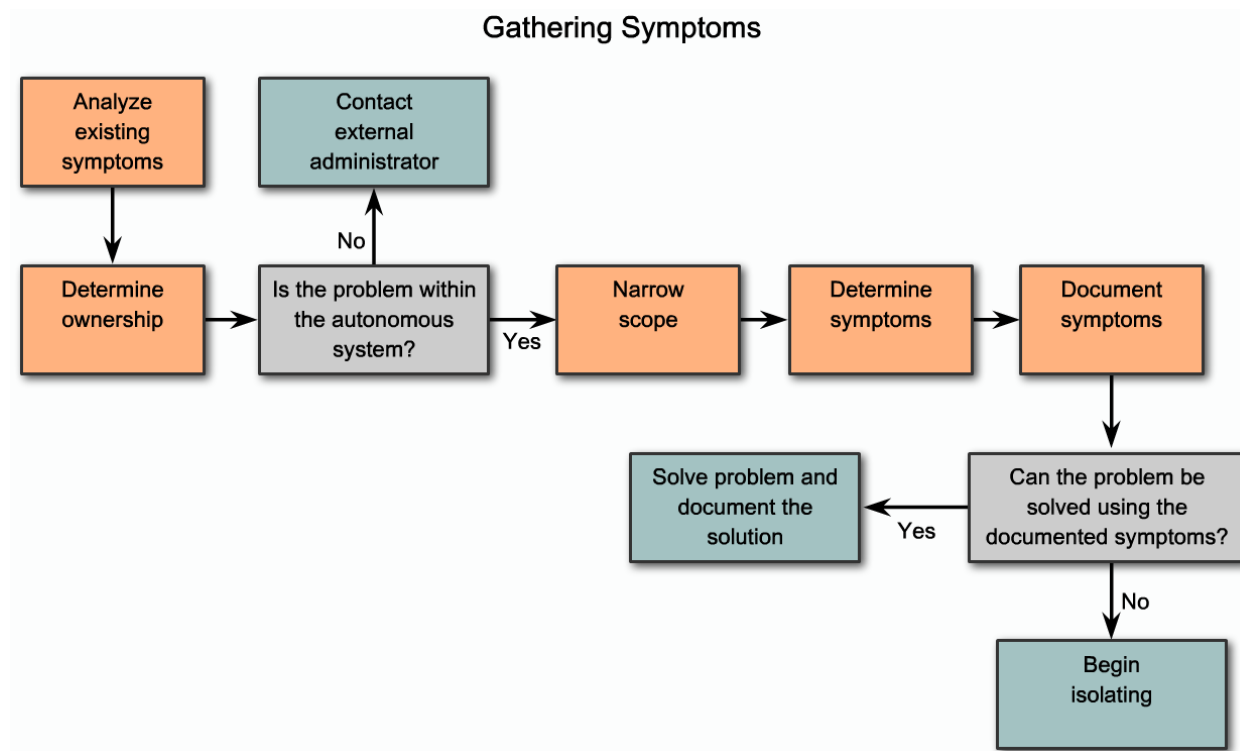 Gathering Symptoms
Analyze
existing
symptoms
Contact
external
administrator
No
Determine
ownership
Is the problem within
the autonomous
system?
Yes
Narrow
scope
Determine
symptoms
Document
symptoms
Solve problem and
document the
solution
Yes
Can the problem be
solved using the
documented symptoms?
No
Begin
isolating